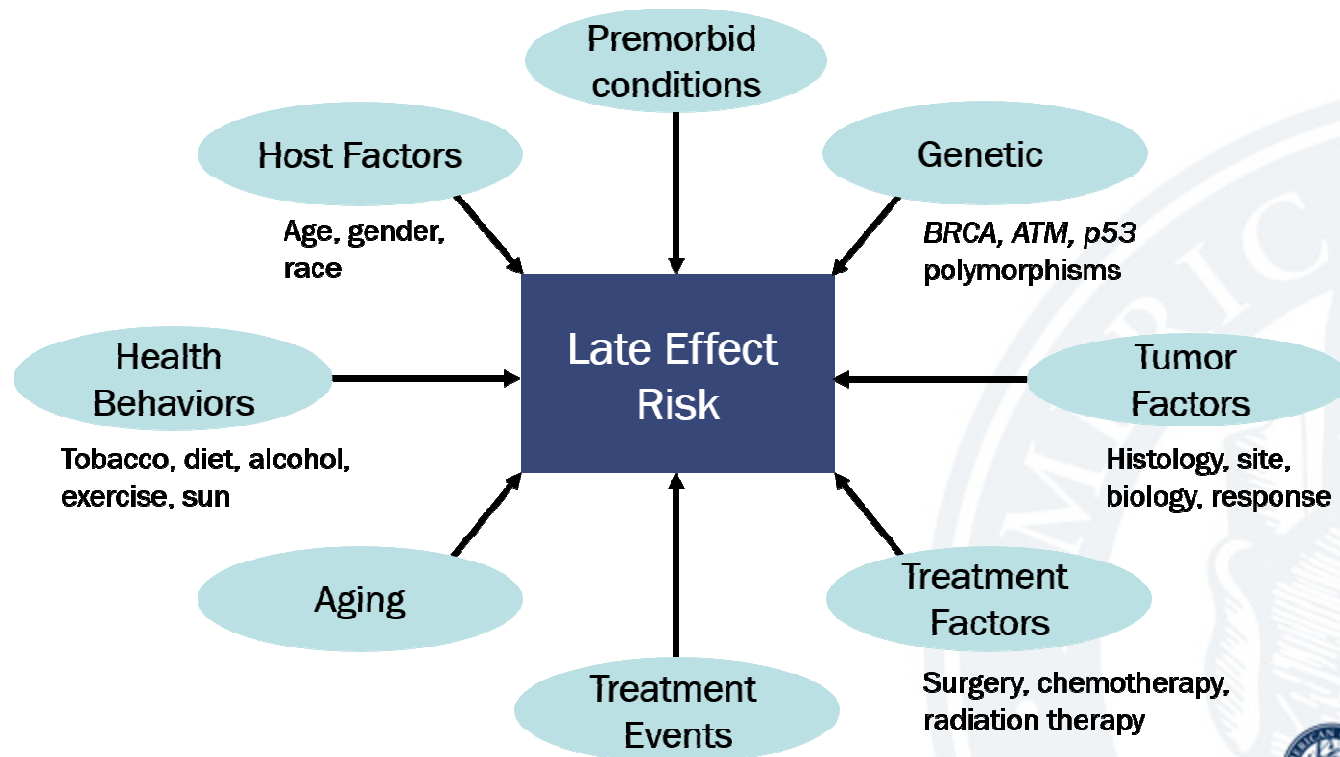 Premorbid
conditions
Host Factors
Age, gender,
race
Genetic
BRCA, ATM, p53
polymorphisms
Health
Behaviors
Tobacco, diet, alcohol,
exercise, sun
Late Effect
Risk
Tumor
Factors
Histology, site,
biology, response
Aging
Treatment
Events
Treatment
Factors
Surgery, chemotherapy,
radiation therapy